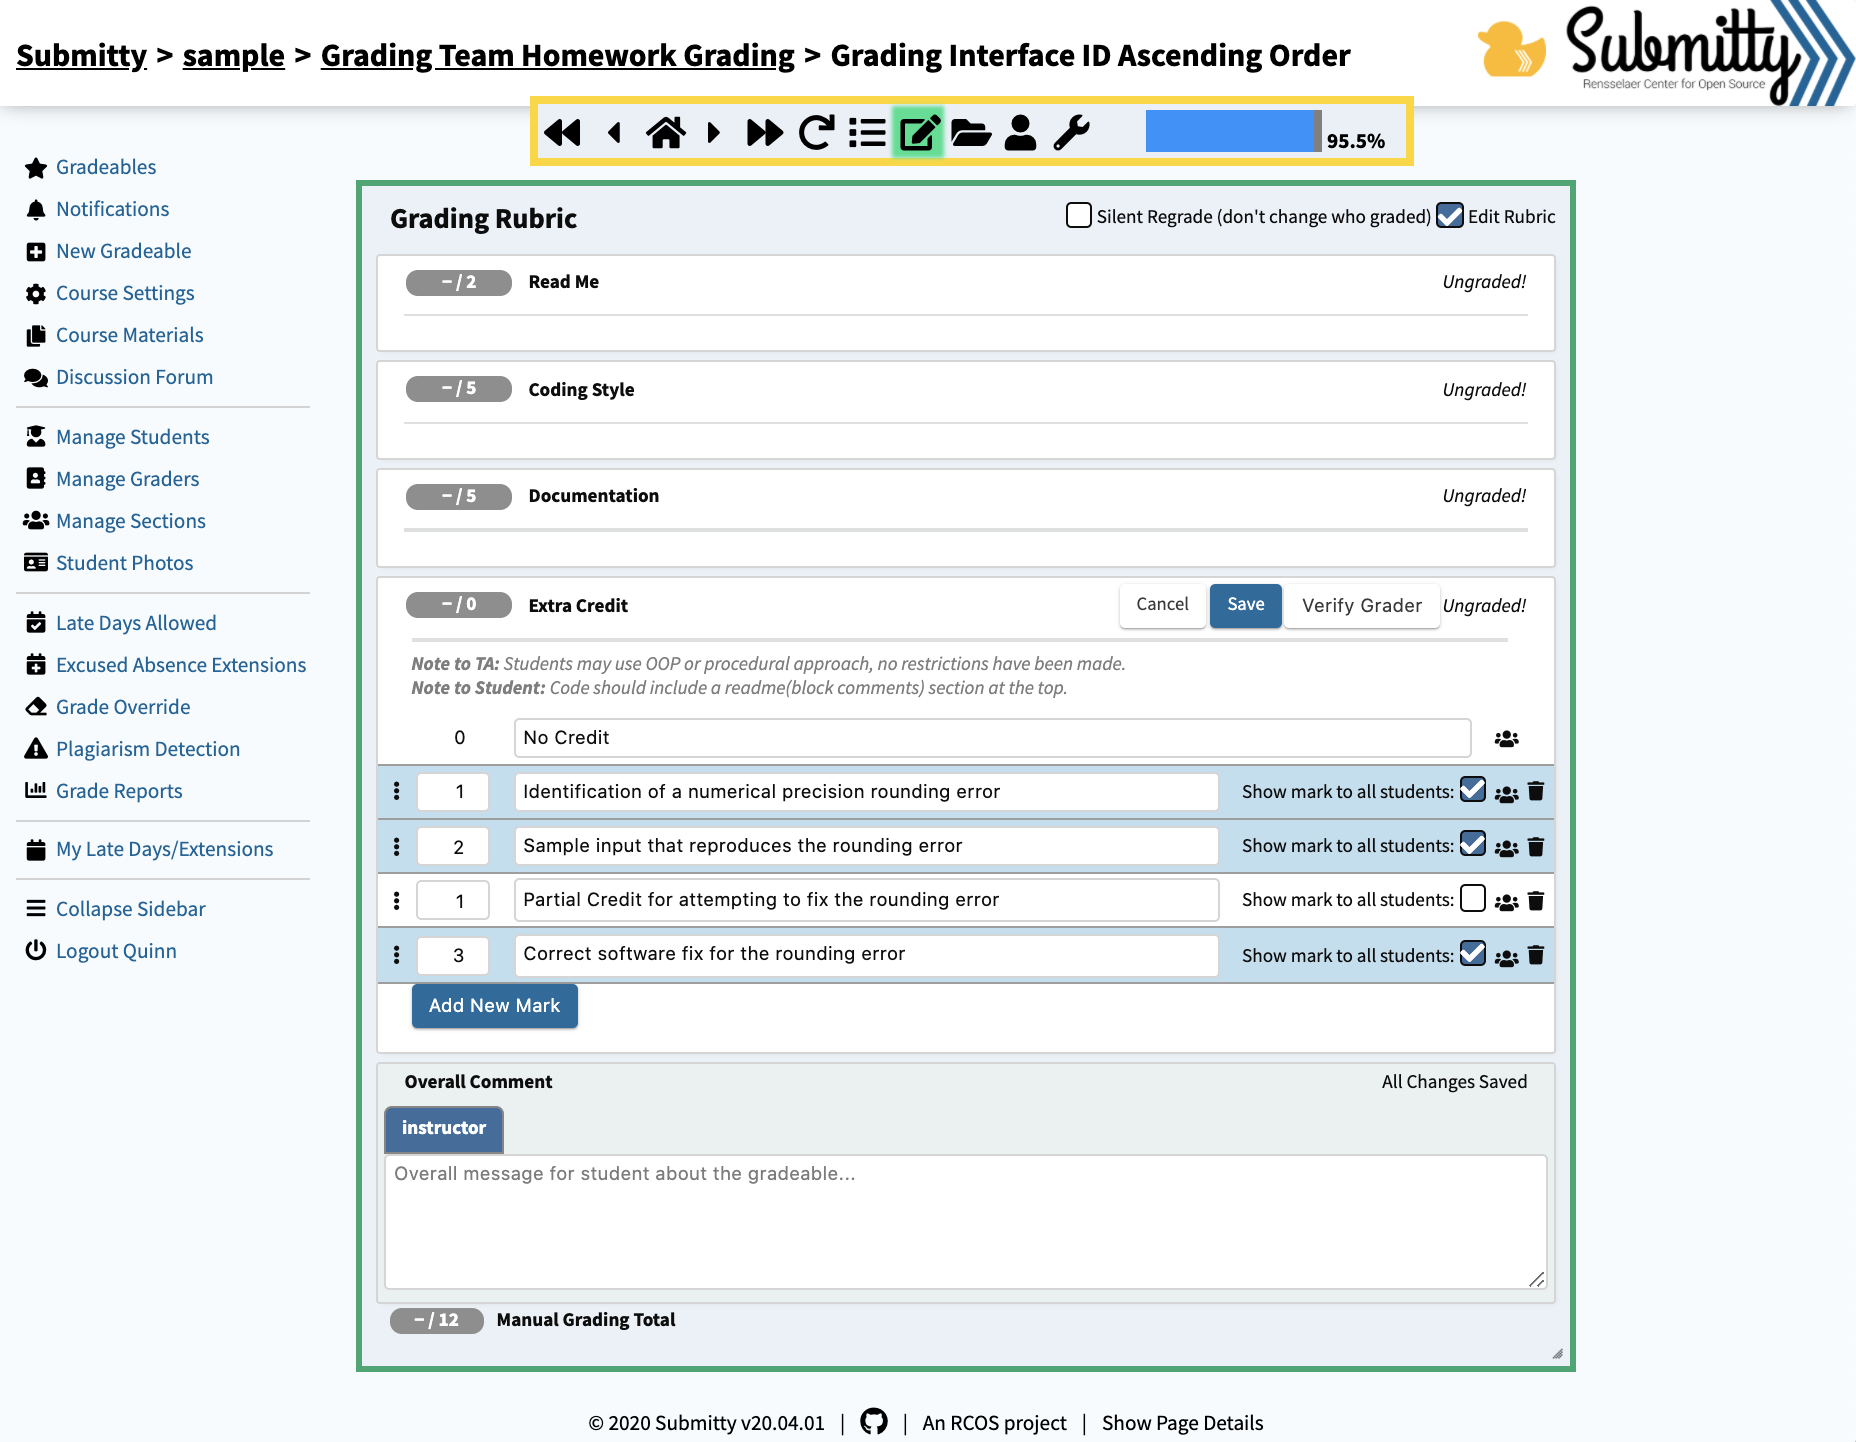 Submitty > sample > Grading Team Homework Grading > Grading Interface ID Ascending Order
Submitty
Rensselaer Center for Open Source
95.5%
Gradeables
Notifications
New Gradeable
Course Settings
Course Materials
Discussion Forum
Manage Students
Manage Graders
Manage Sections
Student Photos
Late Days Allowed
Excused Absence Extensions
Grade Override
Plagiarism Detection
Grade Reports
My Late Days/Extensions
Collapse Sidebar
Logout Quinn
Grading Rubric Silent Regrade (don't change who graded) Edit Rubric
– / 2 Read Me Ungraded!
– / 5 Coding Style Ungraded!
– / 5 Documentation Ungraded!
– / 0 Extra Credit Cancel Save Verify Grader Ungraded!
Note to TA: Students may use OOP or procedural approach, no restrictions have been made.
Note to Student: Code should include a readme(block comments) section at the top.
0 No Credit
1 Identification of a numerical precision rounding error Show mark to all students:
2 Sample input that reproduces the rounding error Show mark to all students:
1 Partial Credit for attempting to fix the rounding error Show mark to all students:
3 Correct software fix for the rounding error Show mark to all students:
Add New Mark
Overall Comment All Changes Saved
instructor
Overall message for student about the gradeable...
– / 12 Manual Grading Total
© 2020 Submitty v20.04.01 | | An RCOS project | Show Page Details